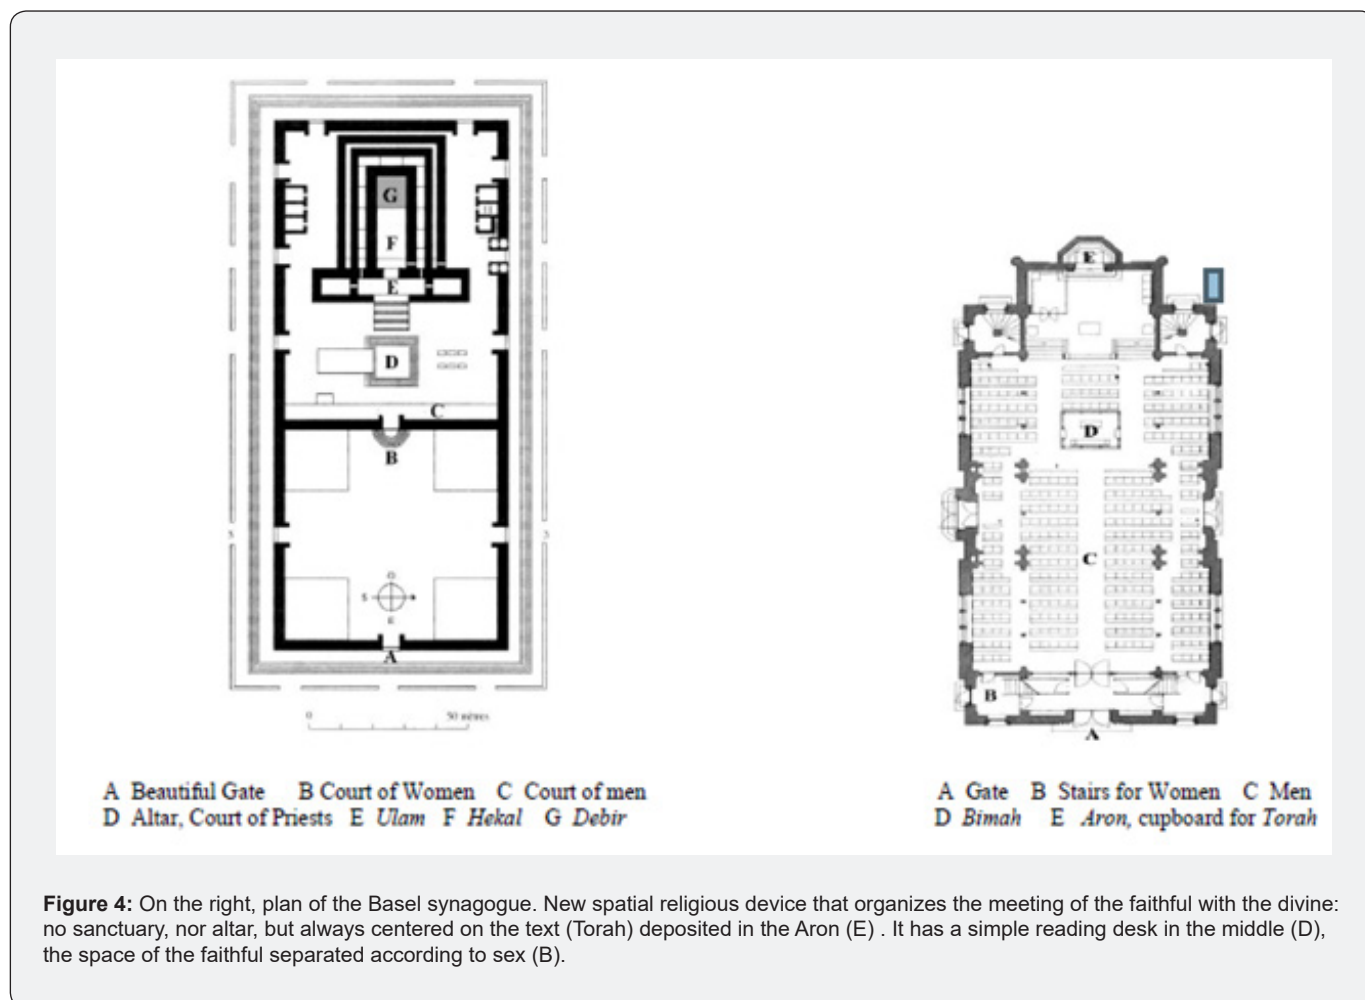 G
F
E
D
C
B
O
S
E
A
5
5
0
50 mètres
E
D
C
B
A
A Beautiful Gate B Court of Women C Court of men
D Altar, Court of Priests E Ulam F Hekal G Debir
A Gate B Stairs for Women C Men
D Bimah E Aron, cupboard for Torah
Figure 4: On the right, plan of the Basel synagogue. New spatial religious device that organizes the meeting of the faithful with the divine:
no sanctuary, nor altar, but always centered on the text (Torah) deposited in the Aron (E) . It has a simple reading desk in the middle (D),
the space of the faithful separated according to sex (B).